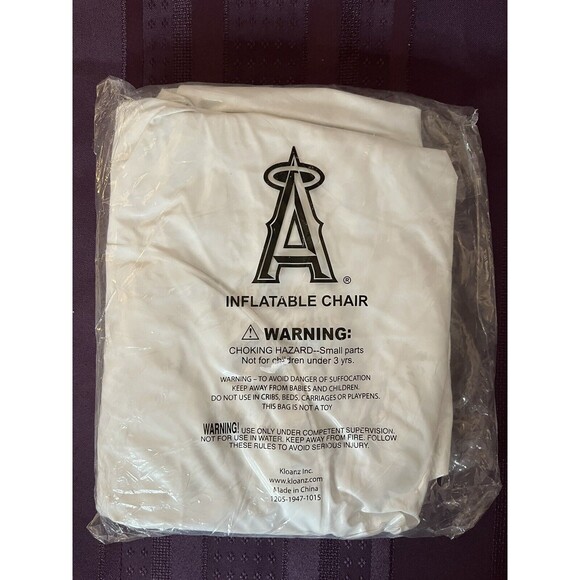 A ®
INFLATABLE CHAIR
⚠ WARNING:
CHOKING HAZARD--Small parts
Not for children under 3 yrs.
WARNING – TO AVOID DANGER OF SUFFOCATION
KEEP AWAY FROM BABIES AND CHILDREN.
DO NOT USE IN CRIBS, BEDS, CARRIAGES OR PLAYPENS.
THIS BAG IS NOT A TOY
WARNING! USE ONLY UNDER COMPETENT SUPERVISION.
NOT FOR USE IN WATER. KEEP AWAY FROM FIRE. FOLLOW
THESE RULES TO AVOID SERIOUS INJURY.
Kloanz Inc.
www.kloanz.com
Made in China
1205-1947-1015